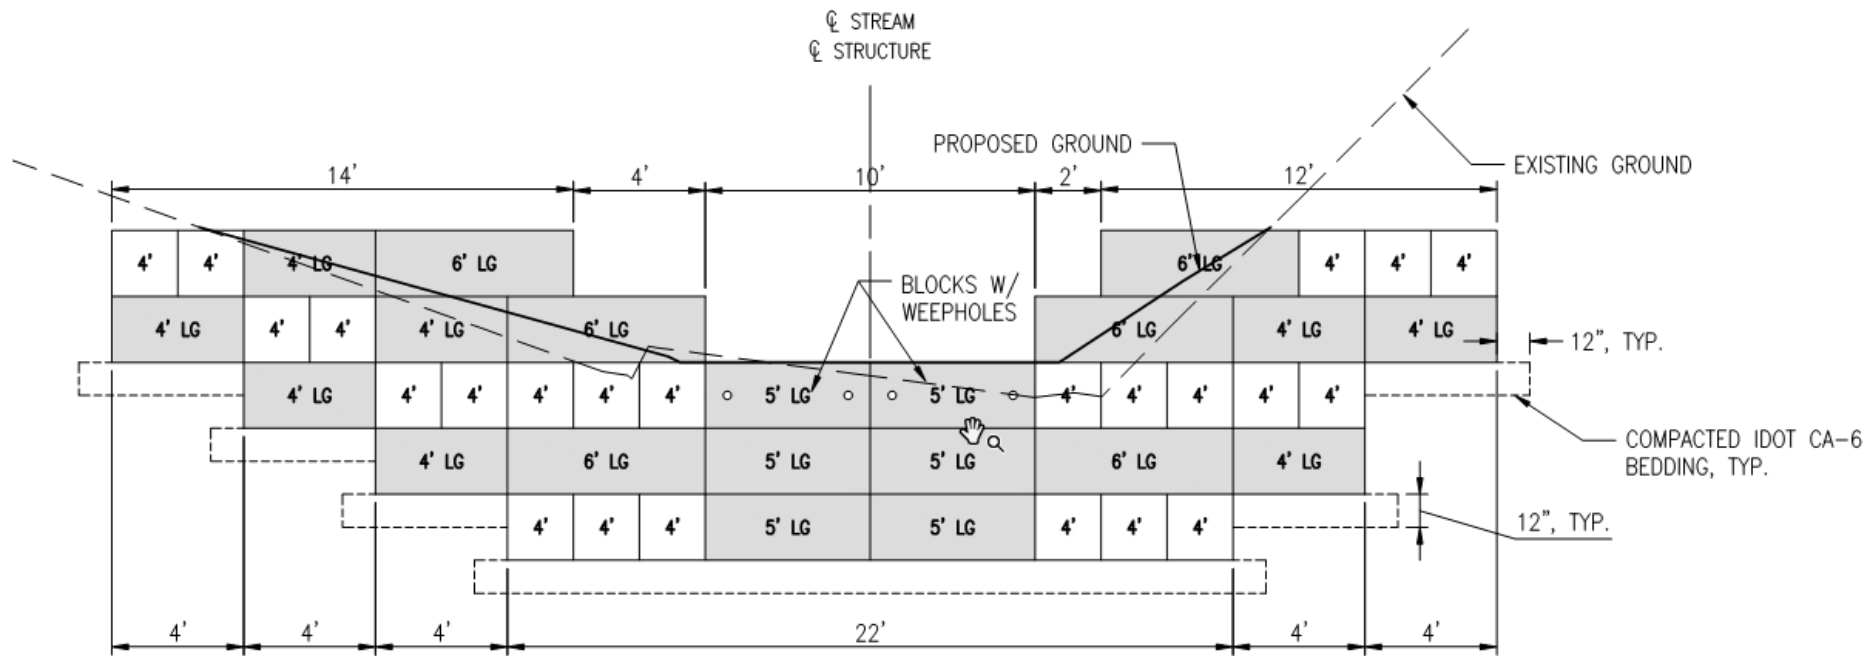 ℄ STREAM
℄ STRUCTURE
PROPOSED GROUND
EXISTING GROUND
14' 4' 10' 2' 12'
4' 4' 4' LG 6' LG 6' LG 4' 4' 4'
BLOCKS W/
WEEPHOLES
4' LG 4' 4' 4' LG 6' LG 6' LG 4' LG 4' LG
12", TYP.
4' LG 4' 4' 4' 4' 4' 5' LG 5' LG 4' 4' 4' 4' 4'
COMPACTED IDOT CA-6
BEDDING, TYP.
4' LG 6' LG 5' LG 5' LG 6' LG 4' LG
12", TYP.
4' 4' 4' 5' LG 5' LG 4' 4' 4'
4' 4' 4' 22' 4' 4'